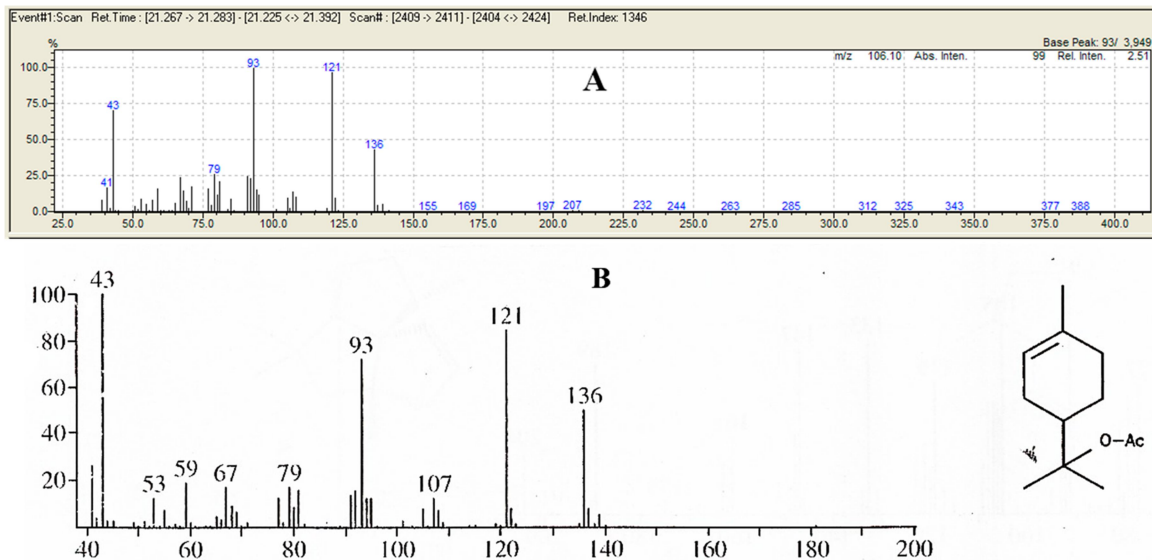 Event#1:Scan Ret.Time : [21.267 -> 21.283] - [21.225 <-> 21.392] Scan# : [2409 -> 2411] - [2404 <-> 2424] Ret.Index: 1346
% Base Peak: 93/ 3,949
m/z 106.10 Abs. Inten. 99 Rel. Inten. 2.51
A
100.0
75.0
50.0
25.0
0.0
41 43 79 93 121 136 155 169 197 207 232 244 263 285 312 325 343 377 388
25.0 50.0 75.0 100.0 125.0 150.0 175.0 200.0 225.0 250.0 275.0 300.0 325.0 350.0 375.0 400.0
B
100
80
60
40
20
43 53 59 67 79 93 107 121 136
40 60 80 100 120 140 160 180 200
O-Ac